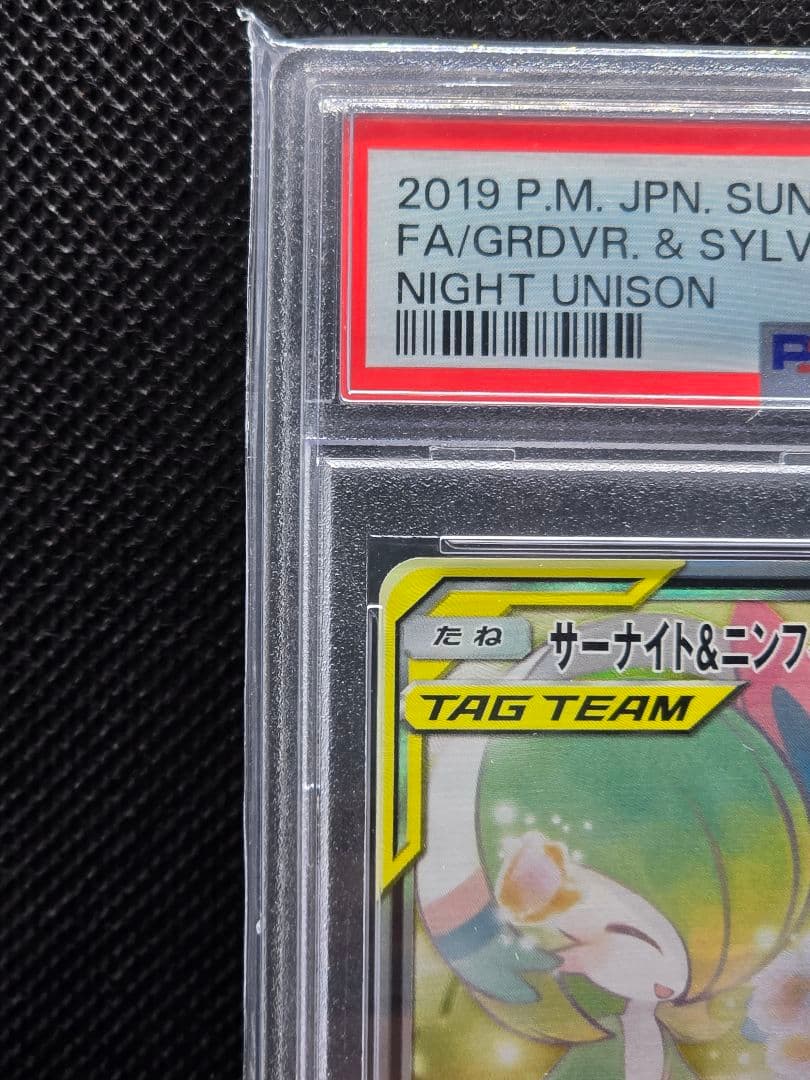 2019 P.M. JPN. SUN
FA/GRDVR. & SYLV
NIGHT UNISON
たね
サーナイト&ニンフ
TAG TEAM